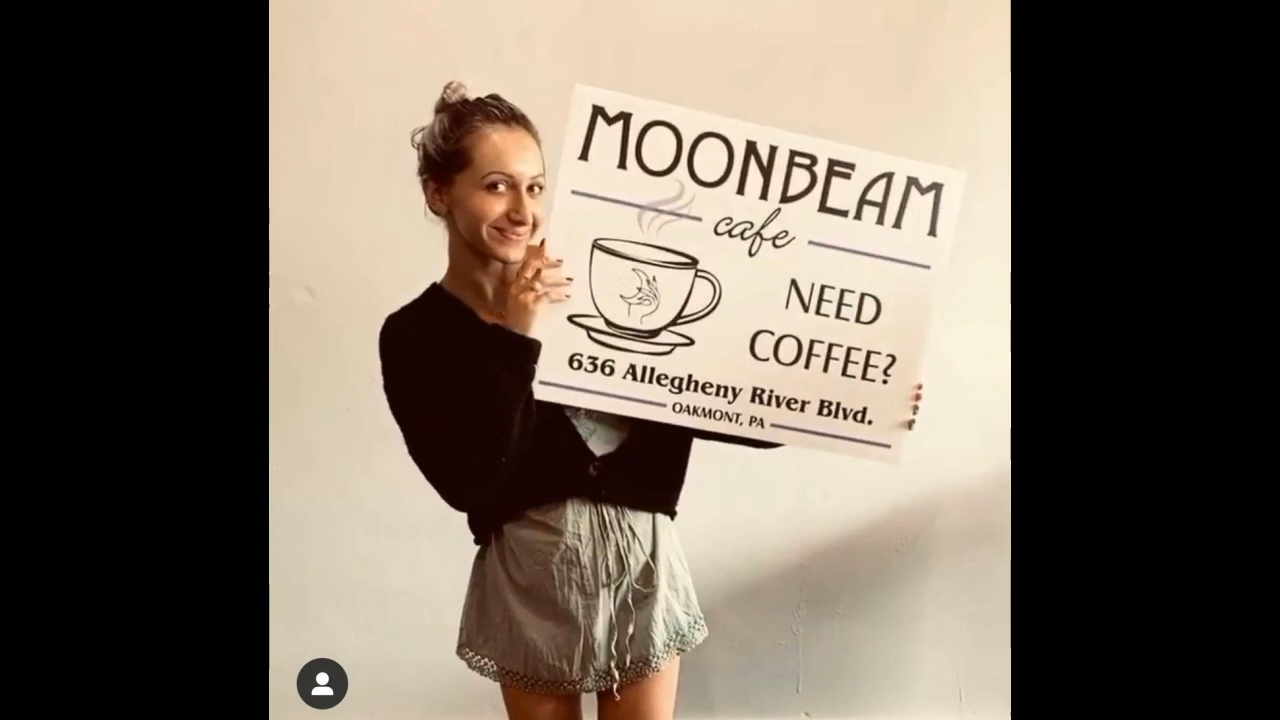 MOONBEAM
cafe
NEED
COFFEE?
636 Allegheny River Blvd.
OAKMONT, PA